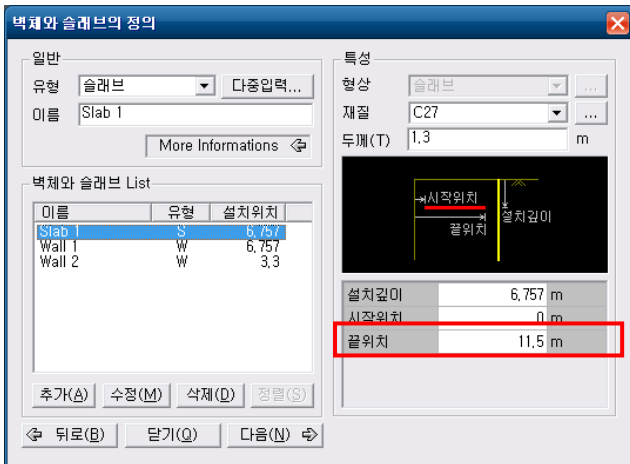 벽체와 슬래브의 정의
일반
유형 슬래브 다중입력...
이름 Slab 1
More Informations
벽체와 슬래브 List
이름 유형 설치위치
Slab 1 S 6,757
Wall 1 W 6,757
Wall 2 W 3,3
추가(A) 수정(M) 삭제(D) 정렬(S)
뒤로(B) 닫기(Q) 다음(N)
특성
형상 슬래브 ...
재질 C27 ...
두께(T) 1,3 m
시작위치
끝위치
설치깊이
설치깊이 6,757 m
시작위치 0 m
끝위치 11,5 m